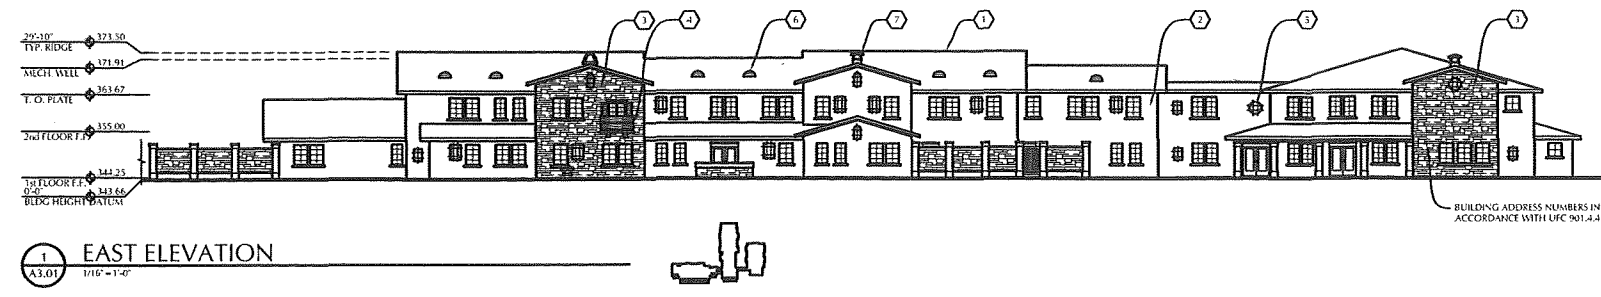 3
4
6
7
1
2
5
3
29'-10"
373.50
TYP. RIDGE
371.91
MECH. WELL
363.67
T. O. PLATE
355.00
2nd FLOOR F.F.
344.25
1st FLOOR F.F.
0'-0"
343.66
BLDG HEIGHT DATUM
BUILDING ADDRESS NUMBERS IN
ACCORDANCE WITH UFC 901.4.4
1
A3.01
EAST ELEVATION
1/16" = 1'-0"